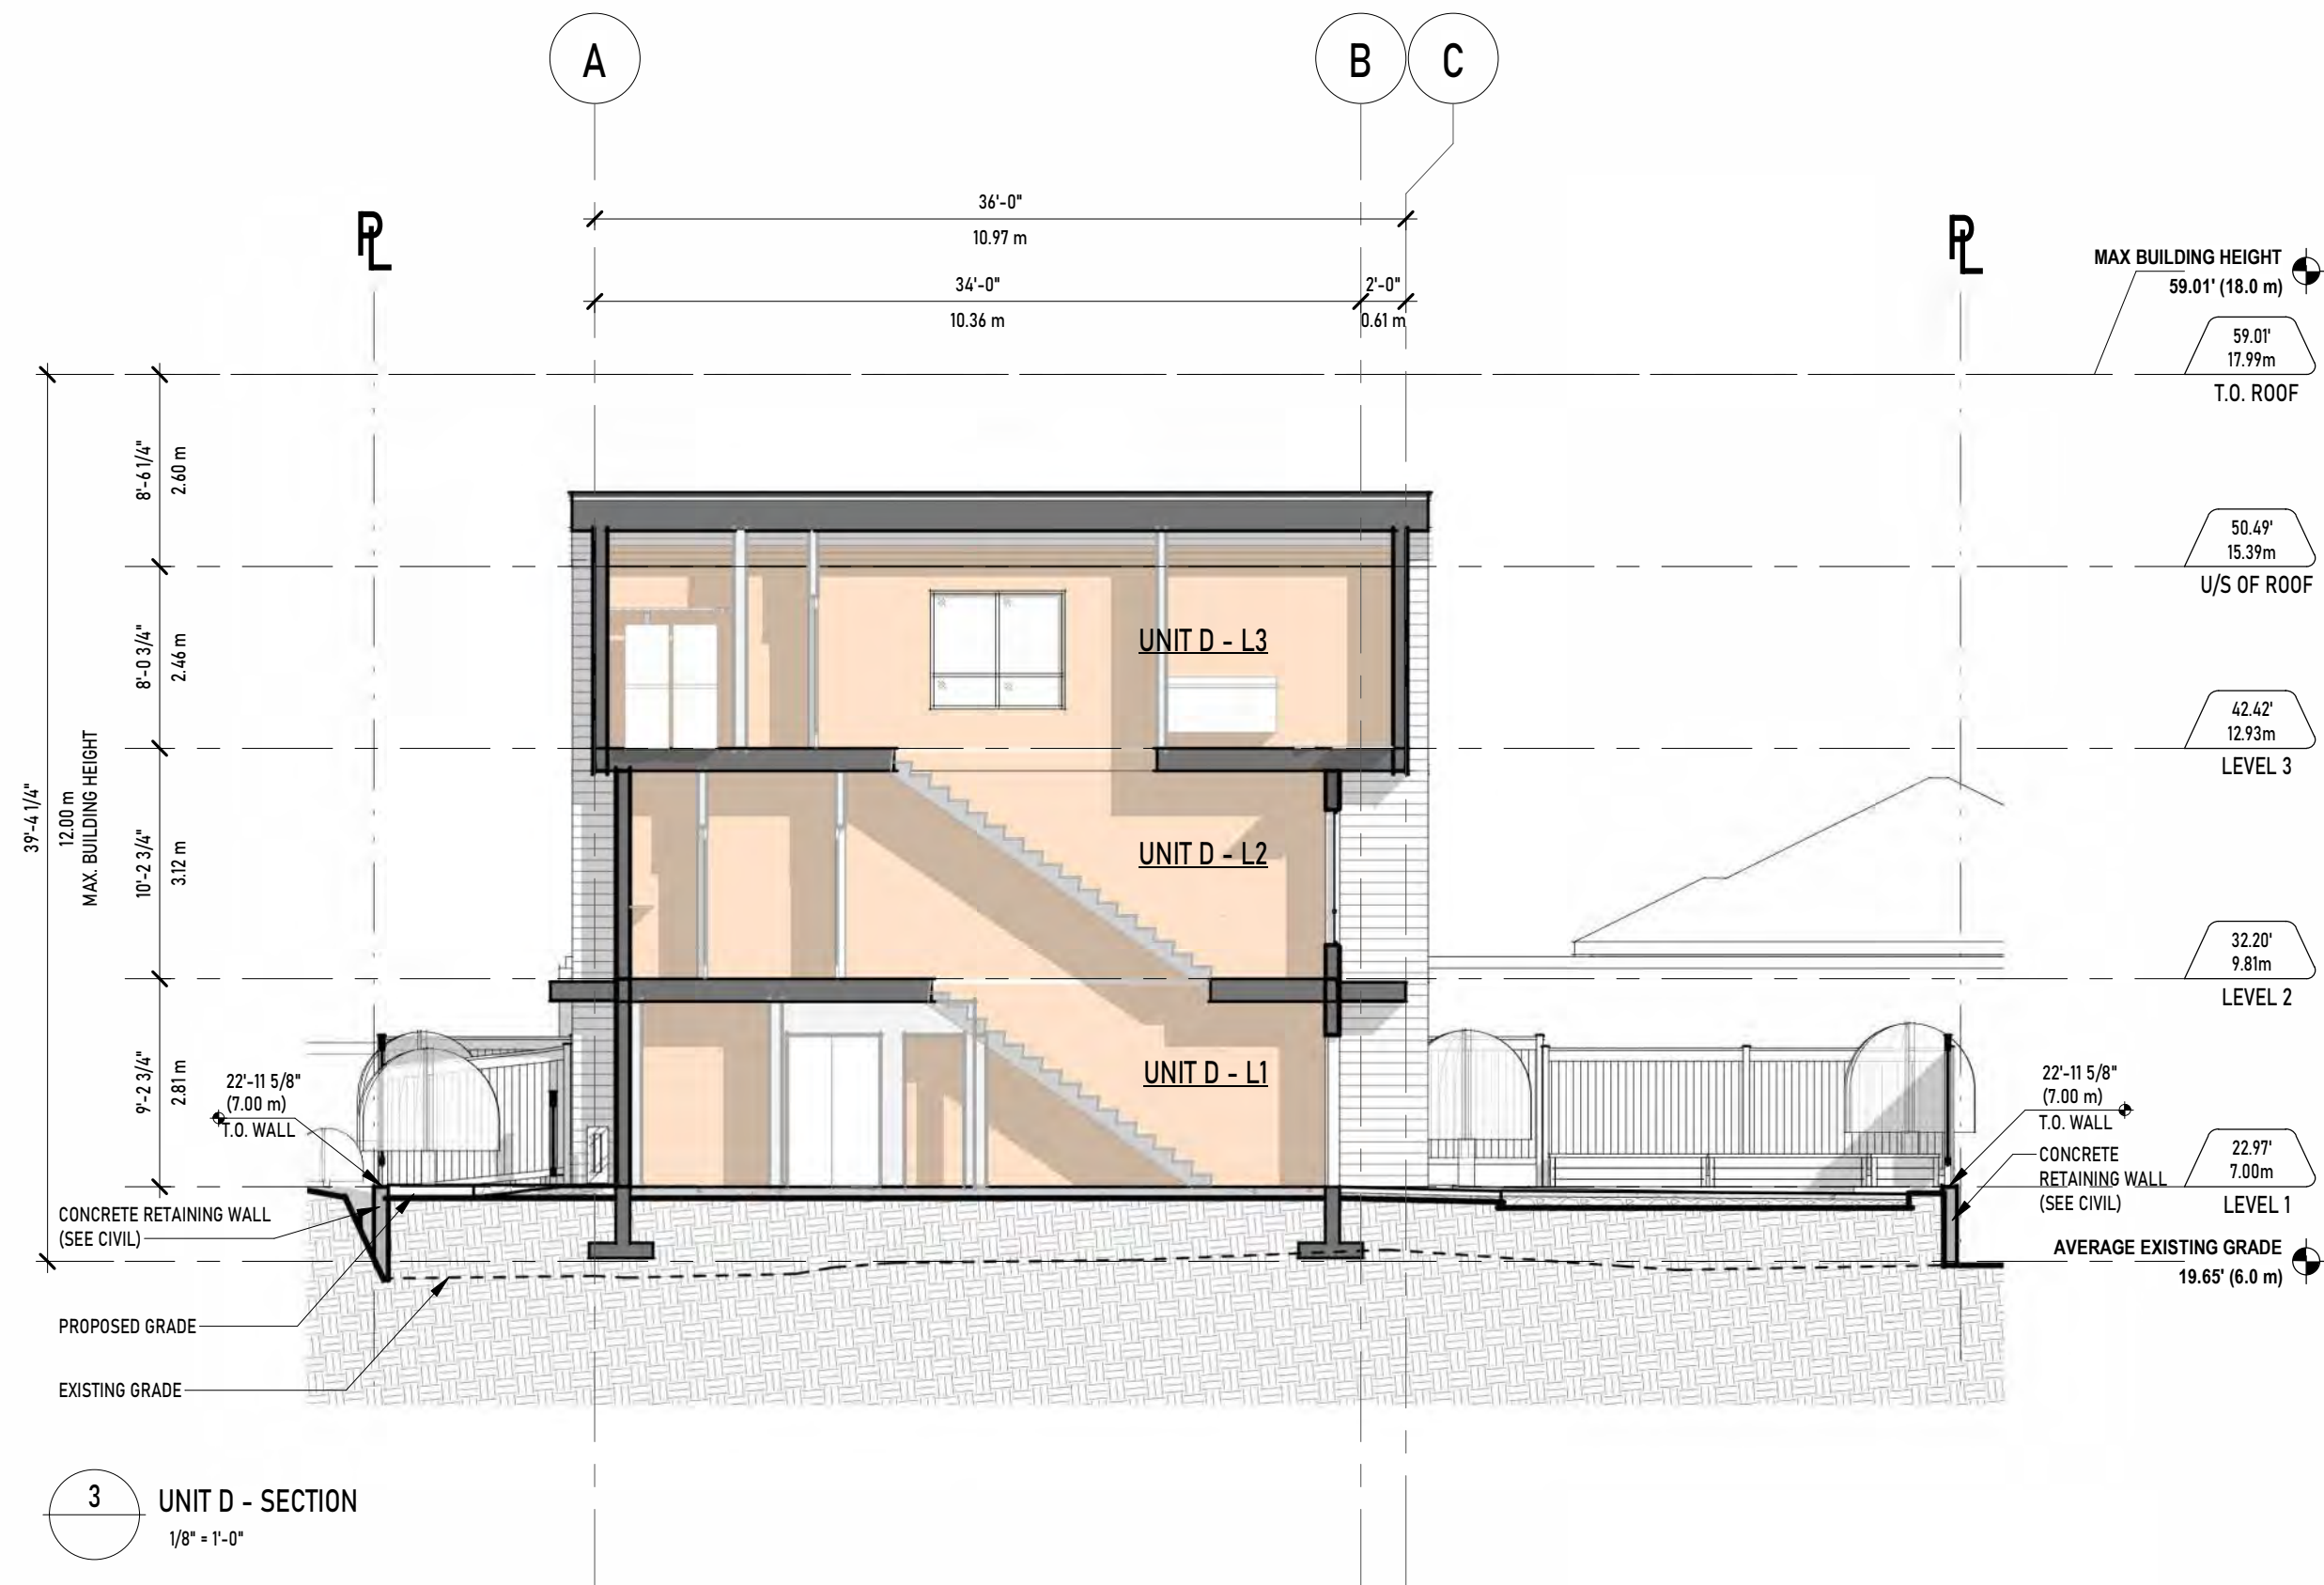 A
B
C
36'-0"
10.97 m
34'-0"
10.36 m
2'-0"
0.61 m
PL
PL
MAX BUILDING HEIGHT
59.01' (18.0 m)
59.01'
17.99m
T.O. ROOF
50.49'
15.39m
U/S OF ROOF
42.42'
12.93m
LEVEL 3
32.20'
9.81m
LEVEL 2
22.97'
7.00m
LEVEL 1
AVERAGE EXISTING GRADE
19.65' (6.0 m)
39'-4 1/4"
12.00 m
MAX. BUILDING HEIGHT
8'-6 1/4"
2.60 m
8'-0 3/4"
2.46 m
10'-2 3/4"
3.12 m
9'-2 3/4"
2.81 m
UNIT D - L3
UNIT D - L2
UNIT D - L1
22'-11 5/8"
(7.00 m)
T.O. WALL
CONCRETE RETAINING WALL
(SEE CIVIL)
PROPOSED GRADE
EXISTING GRADE
22'-11 5/8"
(7.00 m)
T.O. WALL
CONCRETE
RETAINING WALL
(SEE CIVIL)
3
UNIT D - SECTION
1/8" = 1'-0"